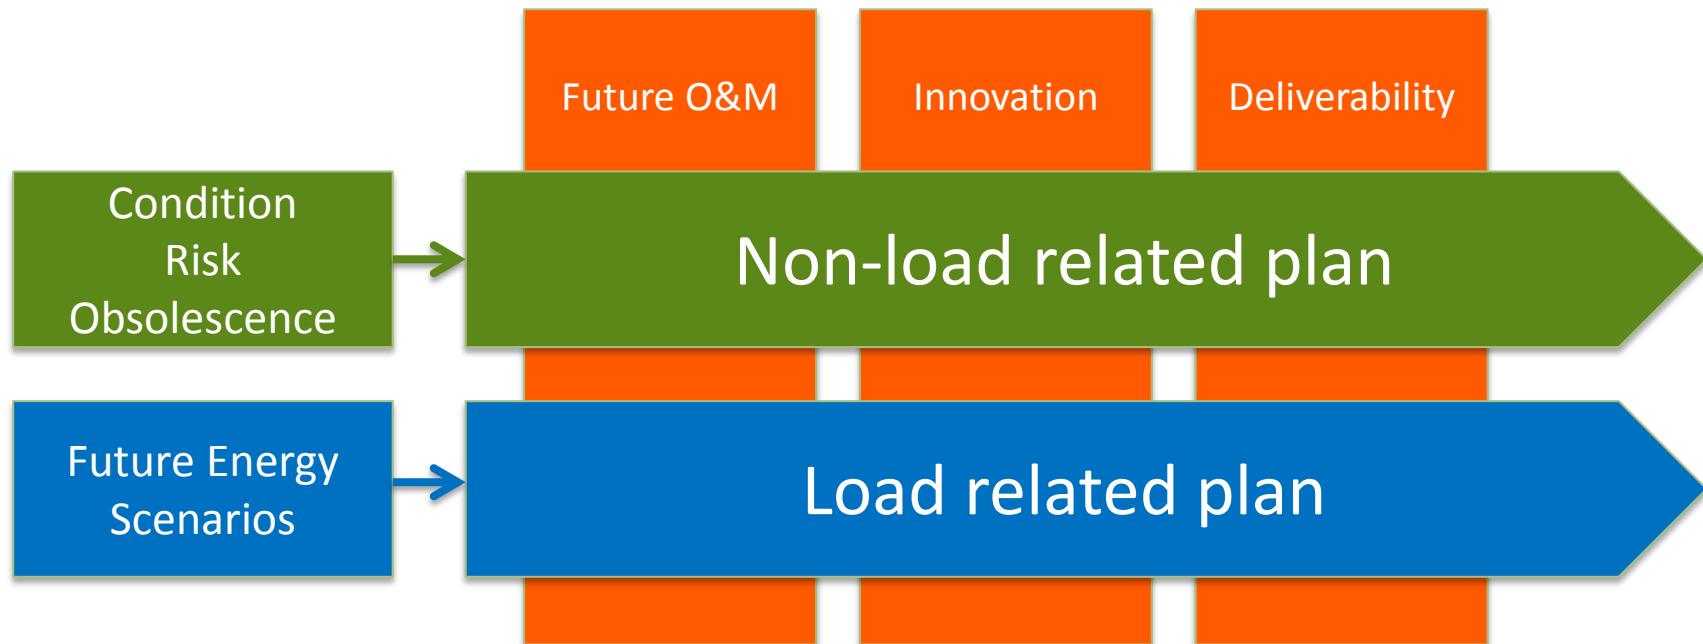 Future O&M
Innovation
Deliverability
Condition
Risk
Obsolescence
Non-load related plan
Future Energy
Scenarios
Load related plan